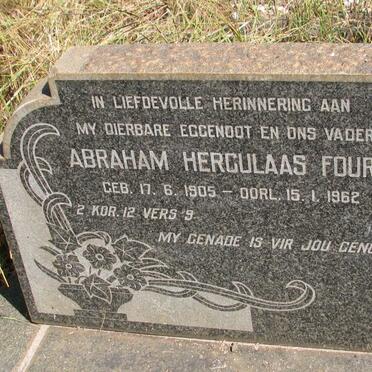 IN LIEFDEVOLLE HERINNERING AAN
MY DIERBARE EGGENOOT EN ONS VADER
ABRAHAM HERCULAAS FOUR
GEB. 17. 6. 1905 – OORL. 15. 1. 1962
2 KOR. 12 VERS 9.
MY GENADE IS VIR JOU GENO